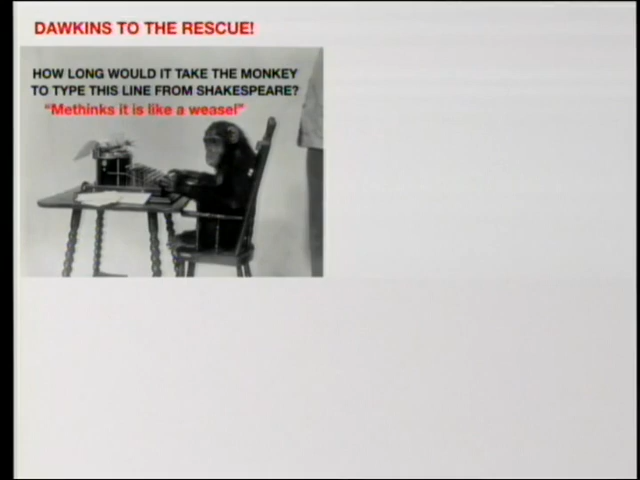 DAWKINS TO THE RESCUE!
HOW LONG WOULD IT TAKE THE MONKEY
TO TYPE THIS LINE FROM SHAKESPEARE?
"Methinks it is like a weasel"